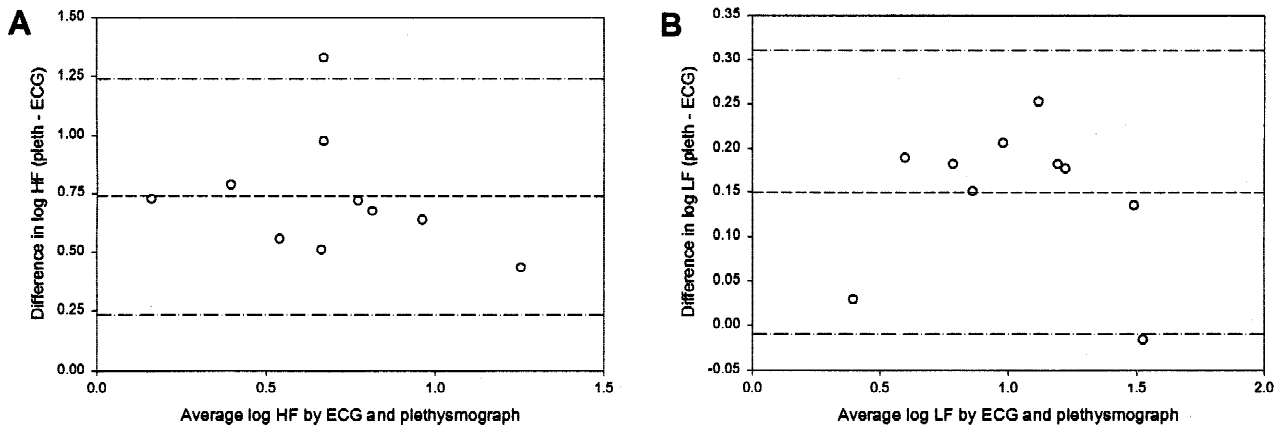 A
Difference in log HF (pleth - ECG)
1.50
1.25
1.00
0.75
0.50
0.25
0.00
0.0 0.5 1.0 1.5
Average log HF by ECG and plethysmograph
B
Difference in log LF (pleth - ECG)
0.35
0.30
0.25
0.20
0.15
0.10
0.05
0.00
-0.05
0.0 0.5 1.0 1.5 2.0
Average log LF by ECG and plethysmograph